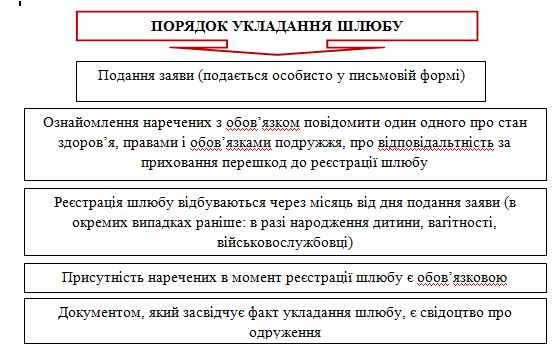 ПОРЯДОК УКЛАДАННЯ ШЛЮБУ
Подання заяви (подається особисто у письмовій формі)
Ознайомлення наречених з обов’язком повідомити один одного про стан
здоров’я, правами і обов’язками подружжя, про відповідальтність за
приховання перешкод до реєстрації шлюбу
Реєстрація шлюбу відбуваються через місяць від дня подання заяви (в
окремих випадках раніше: в разі народження дитини, вагітності,
військовослужбовці)
Присутність наречених в момент реєстрації шлюбу є обов’язковою
Документом, який засвідчує факт укладання шлюбу, є свідоцтво про
одруження